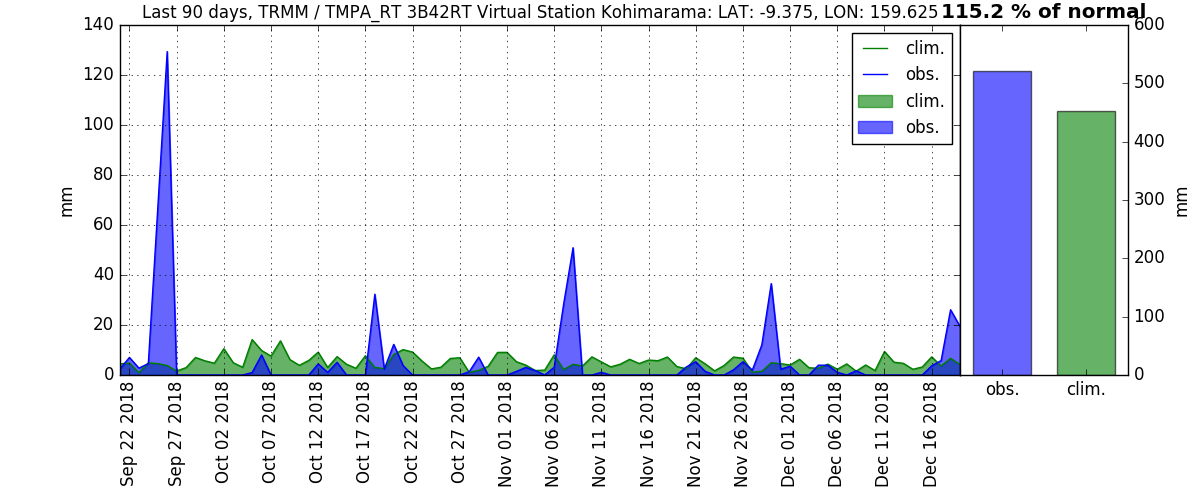 Last 90 days, TRMM / TMPA_RT 3B42RT Virtual Station Kohimarama: LAT: -9.375, LON: 159.625 115.2 % of normal
140
120
100
80
60
40
20
0
mm
clim.
obs.
clim.
obs.
600
500
400
300
200
100
0
mm
Sep 22 2018
Sep 27 2018
Oct 02 2018
Oct 07 2018
Oct 12 2018
Oct 17 2018
Oct 22 2018
Oct 27 2018
Nov 01 2018
Nov 06 2018
Nov 11 2018
Nov 16 2018
Nov 21 2018
Nov 26 2018
Dec 01 2018
Dec 06 2018
Dec 11 2018
Dec 16 2018
obs.
clim.